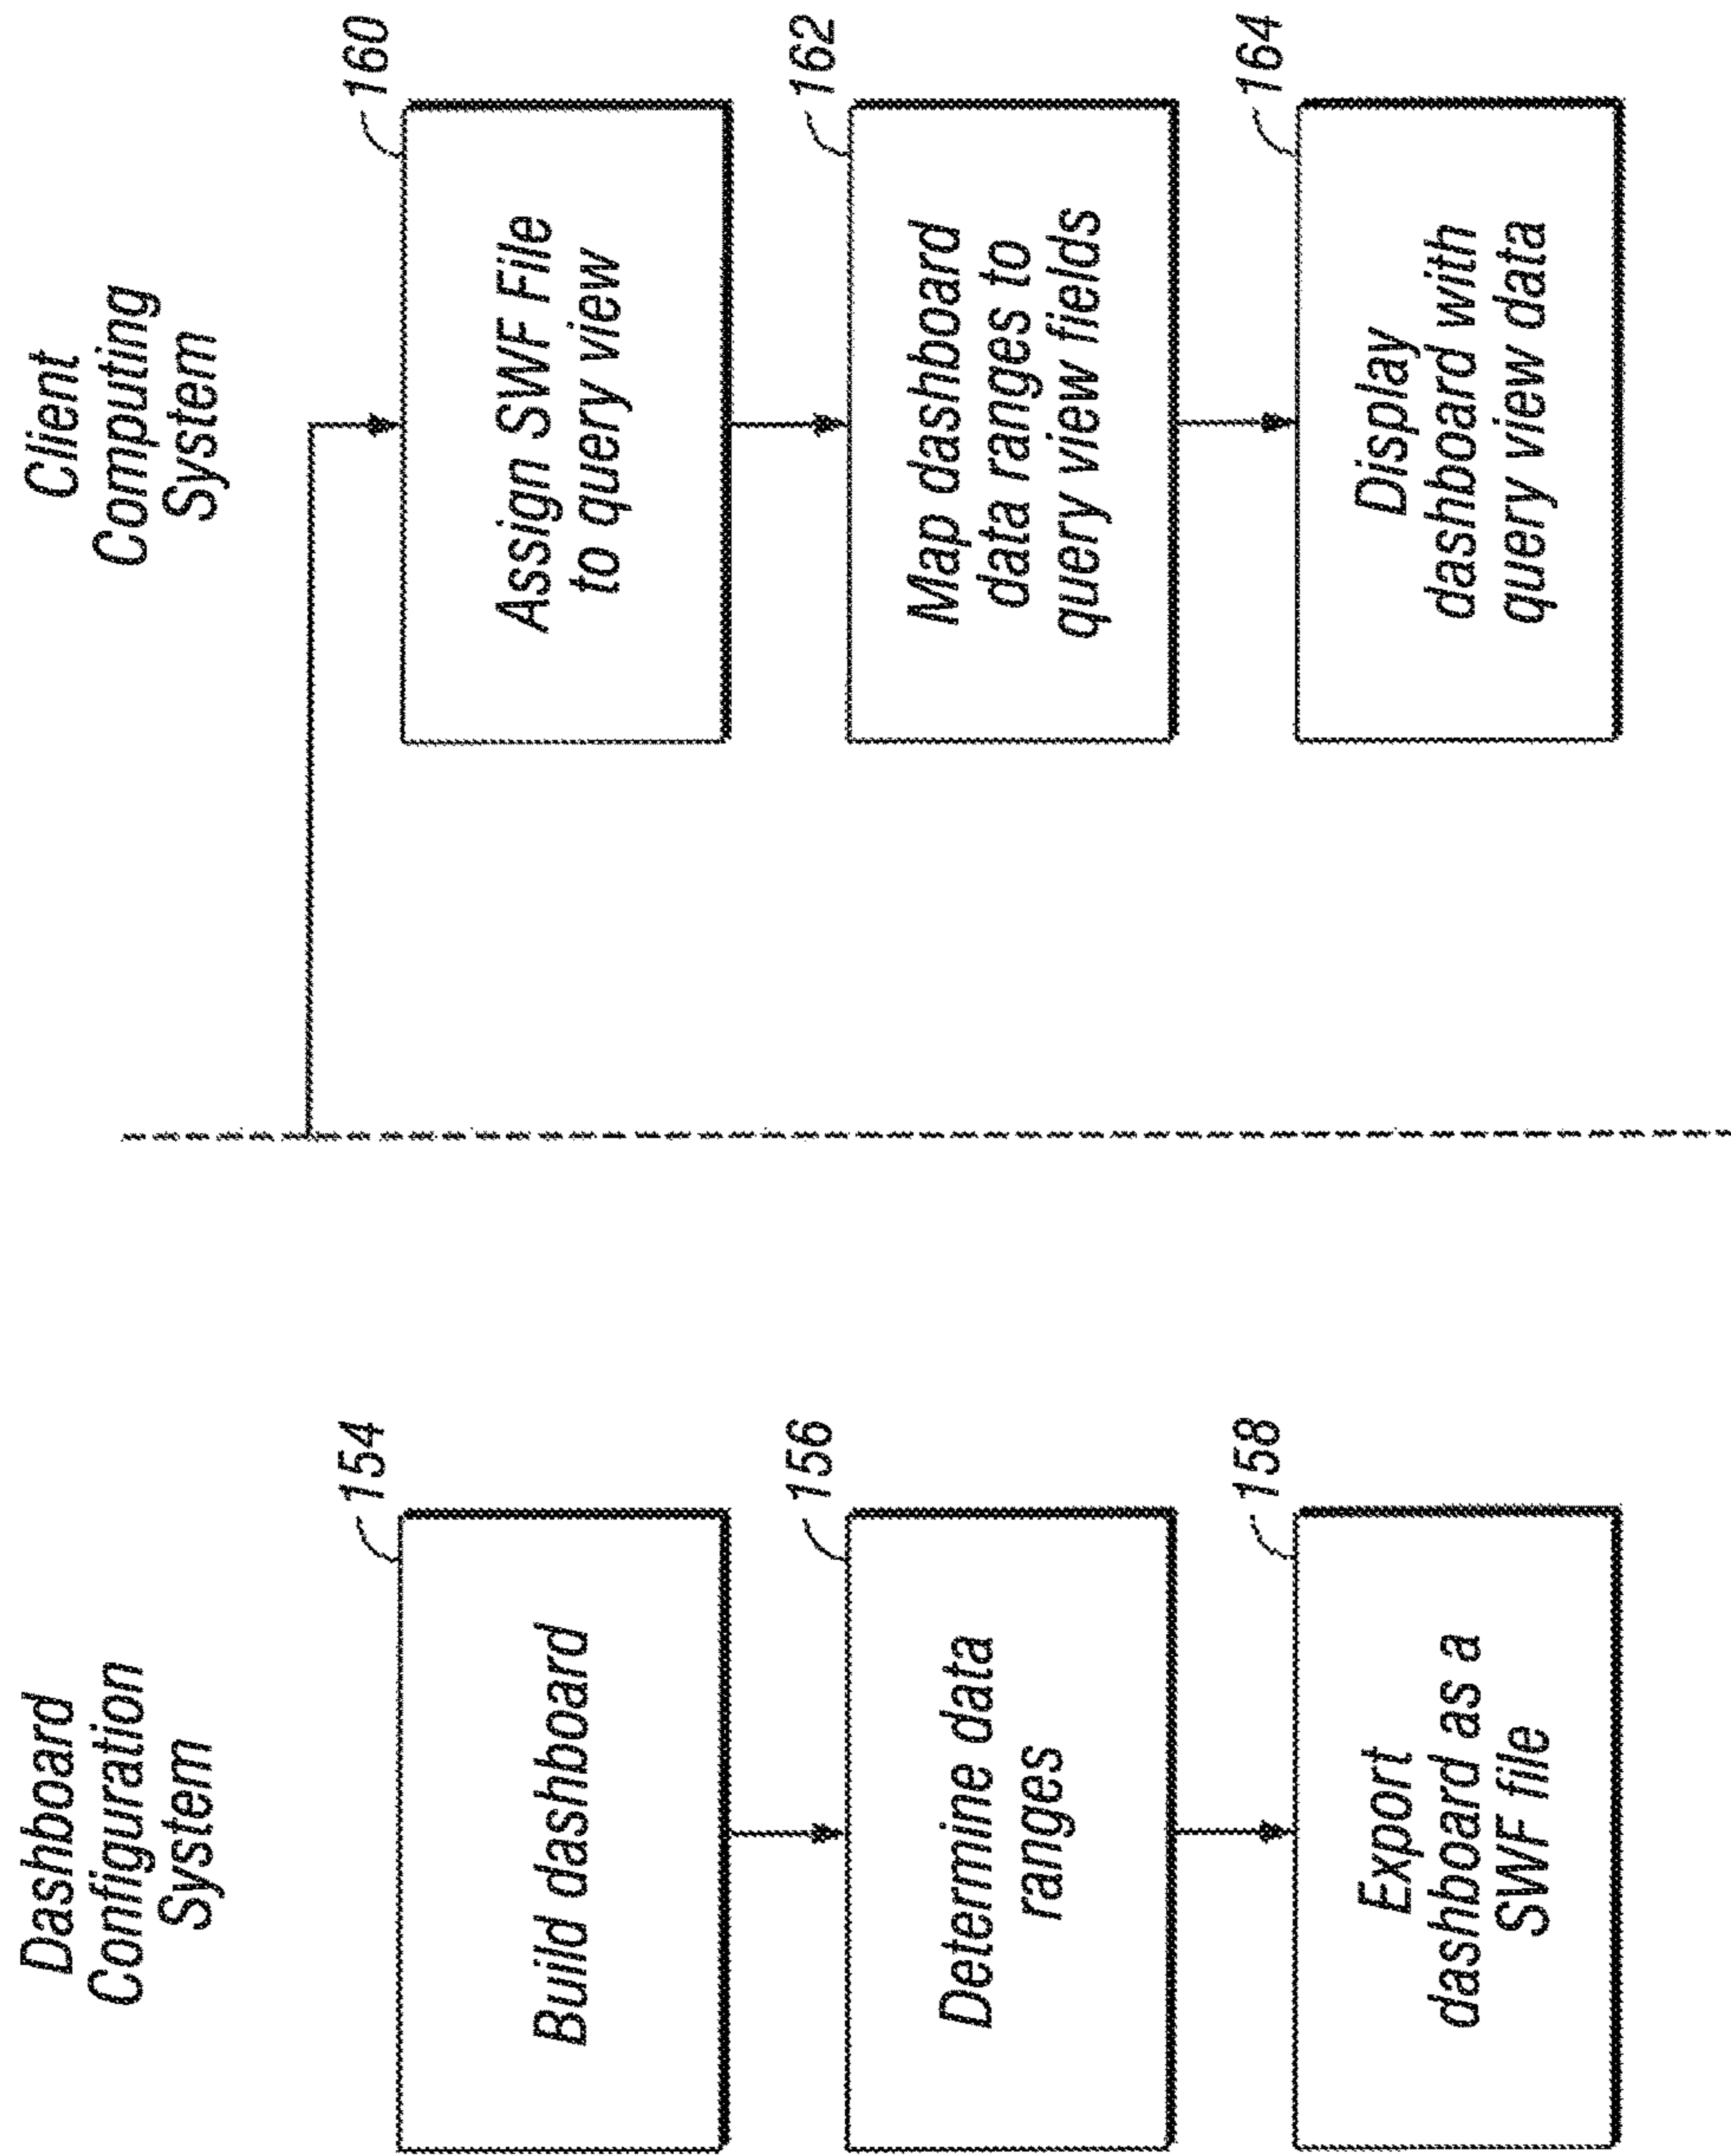 Dashboard
Configuration
System
154
Build dashboard
156
Determine data
ranges
158
Export
dashboard as a
SWF file
Client
Computing
System
160
Assign SWF File
to query view
162
Map dashboard
data ranges to
query view fields
164
Display
dashboard with
query view data